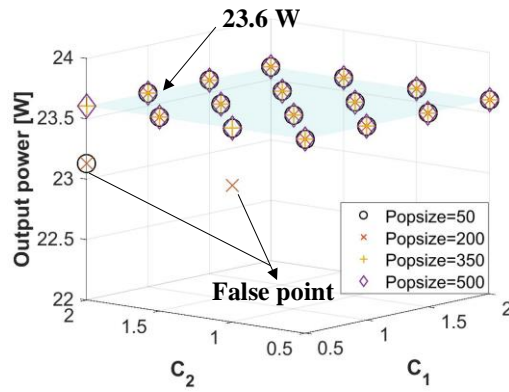 23.6 W
24
23.5
23
22.5
22
Output power [W]
2
1.5
1
0.5
C2
0.5
1
1.5
2
C1
False point
Popsize=50
Popsize=200
Popsize=350
Popsize=500